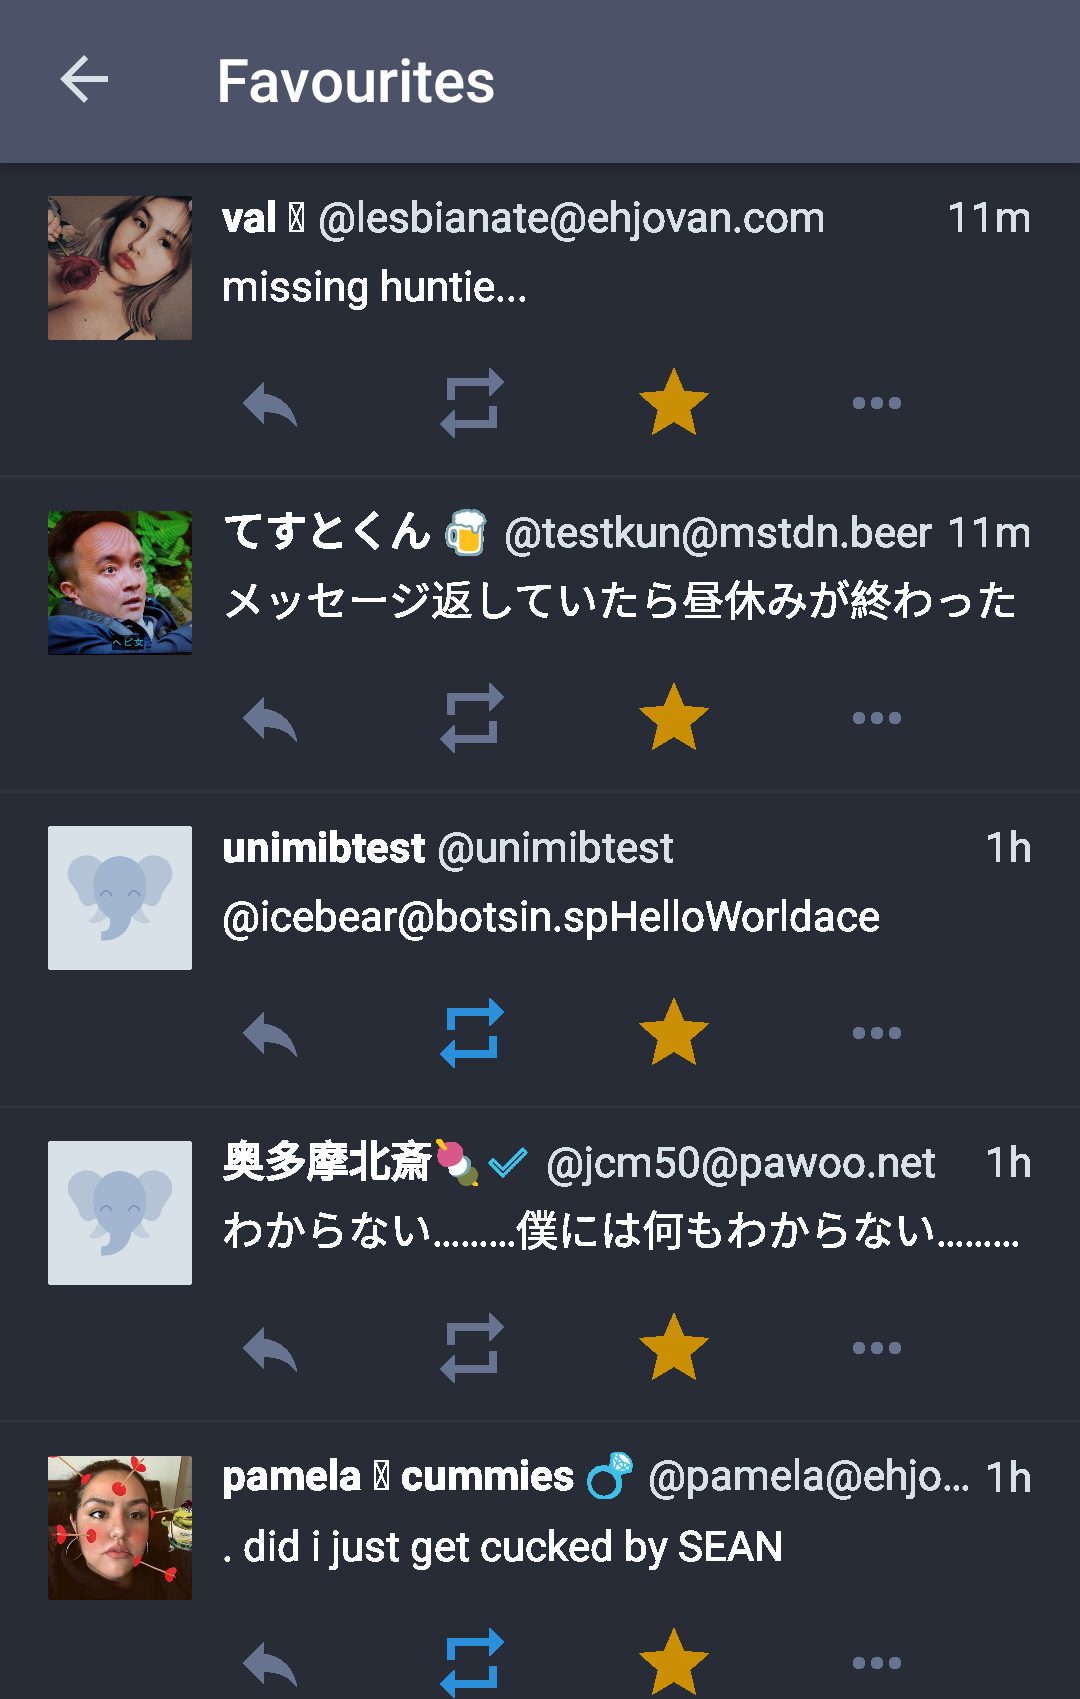 Favourites
val @lesbianate@ehjovan.com 11m
missing huntie...
てすとくん 🍺 @testkun@mstdn.beer 11m
メッセージ返していたら昼休みが終わった
ヘビ女
unimibtest @unimibtest 1h
@icebear@botsin.spHelloWorldace
奥多摩北斎🍡✅ @jcm50@pawoo.net 1h
わからない………僕には何もわからない………
pamela cummies 💍 @pamela@ehjo... 1h
. did i just get cucked by SEAN